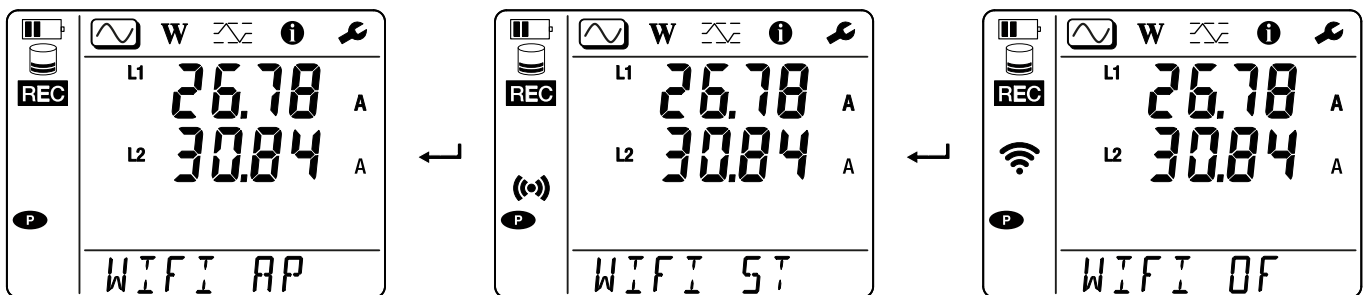 W
REC
L1 26.78 A
L2 30.84 A
P
WIFI AP
W
REC
L1 26.78 A
L2 30.84 A
P
WIFI ST
W
REC
L1 26.78 A
L2 30.84 A
P
WIFI OF